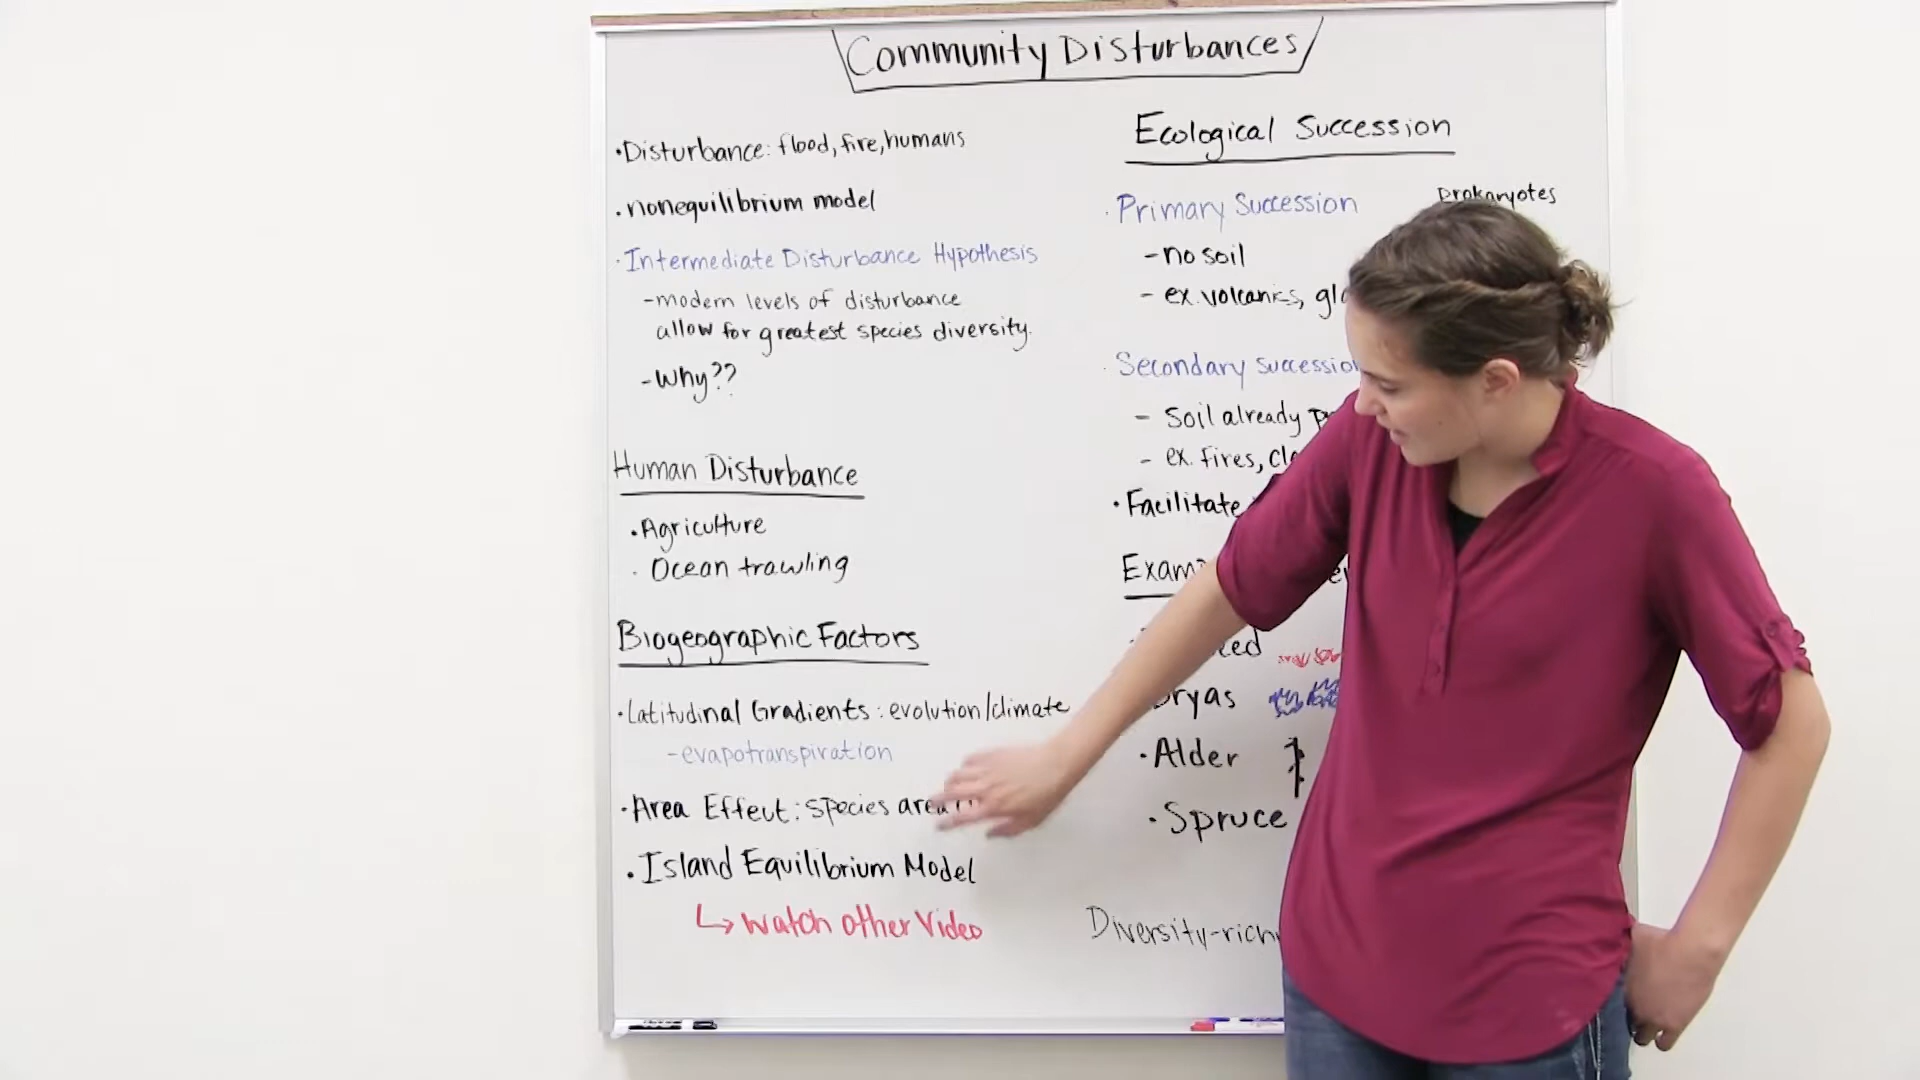 Community Disturbances
•Disturbance: flood, fire, humans
•nonequilibrium model
•Intermediate Disturbance Hypothesis
-modern levels of disturbance
allow for greatest species diversity.
-Why??
Human Disturbance
•Agriculture
•Ocean trawling
Biogeographic Factors
•Latitudinal Gradients: evolution/climate
-evapotranspiration
•Area Effect: species area
•Island Equilibrium Model
↳ Watch other Video
Ecological Succession
•Primary Succession
prokaryotes
-no soil
- ex. volcanics,
•Secondary Succession
- Soil already
- ex. fires,
•Facilitate
•Alder
•Spruce